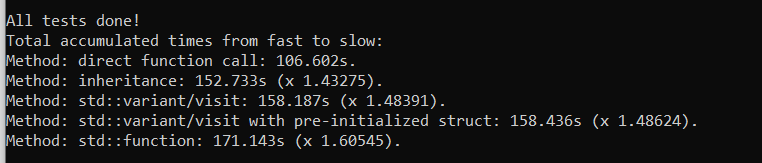 All tests done!
Total accumulated times from fast to slow:
Method: direct function call: 106.602s.
Method: inheritance: 152.733s (x 1.43275).
Method: std::variant/visit: 158.187s (x 1.48391).
Method: std::variant/visit with pre-initialized struct: 158.436s (x 1.48624).
Method: std::function: 171.143s (x 1.60545).